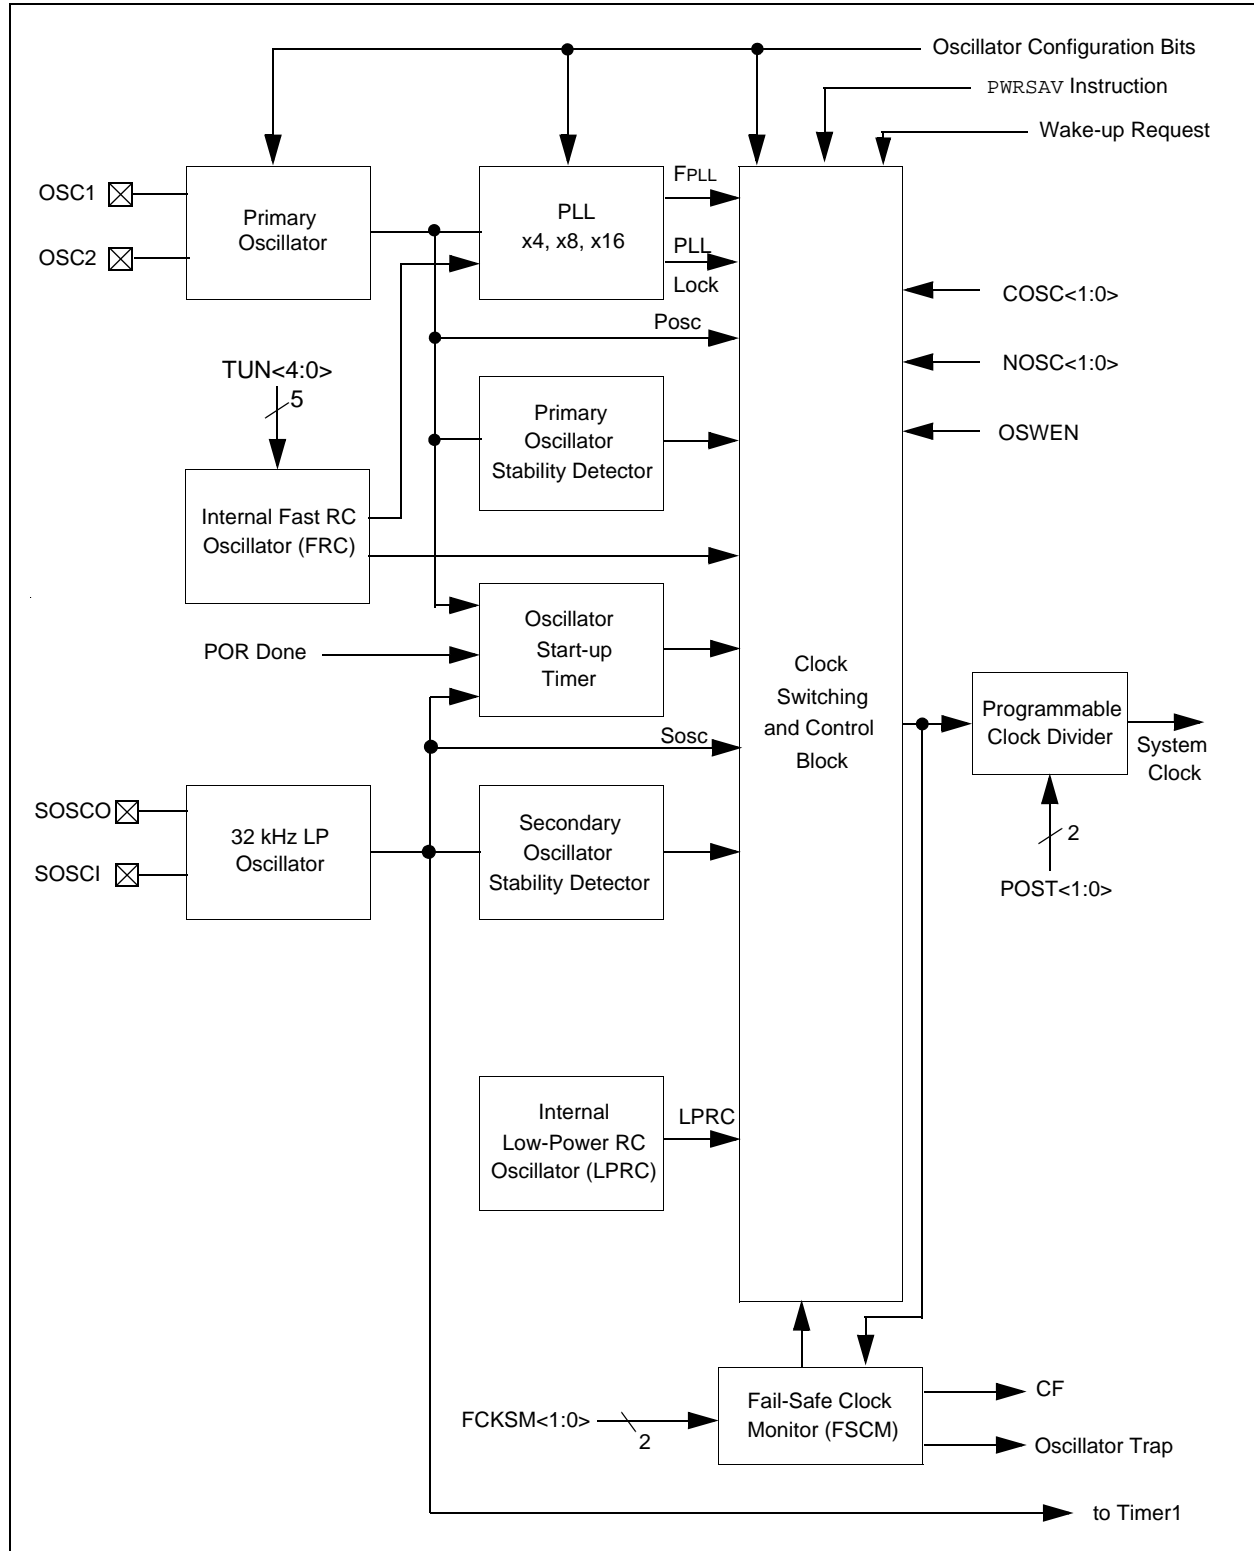 Oscillator Configuration Bits
PWRSAV Instruction
Wake-up Request
OSC1
OSC2
Primary
Oscillator
PLL
x4, x8, x16
FPLL
PLL
Lock
COSC<1:0>
Posc
NOSC<1:0>
TUN<4:0>
5
Primary
Oscillator
Stability Detector
OSWEN
Internal Fast RC
Oscillator (FRC)
Oscillator
Start-up
Timer
POR Done
Clock
Switching
and Control
Block
Programmable
Clock Divider
System
Clock
Sosc
SOSCO
SOSCI
32 kHz LP
Oscillator
Secondary
Oscillator
Stability Detector
2
POST<1:0>
Internal
Low-Power RC
Oscillator (LPRC)
LPRC
FCKSM<1:0>
2
Fail-Safe Clock
Monitor (FSCM)
CF
Oscillator Trap
to Timer1